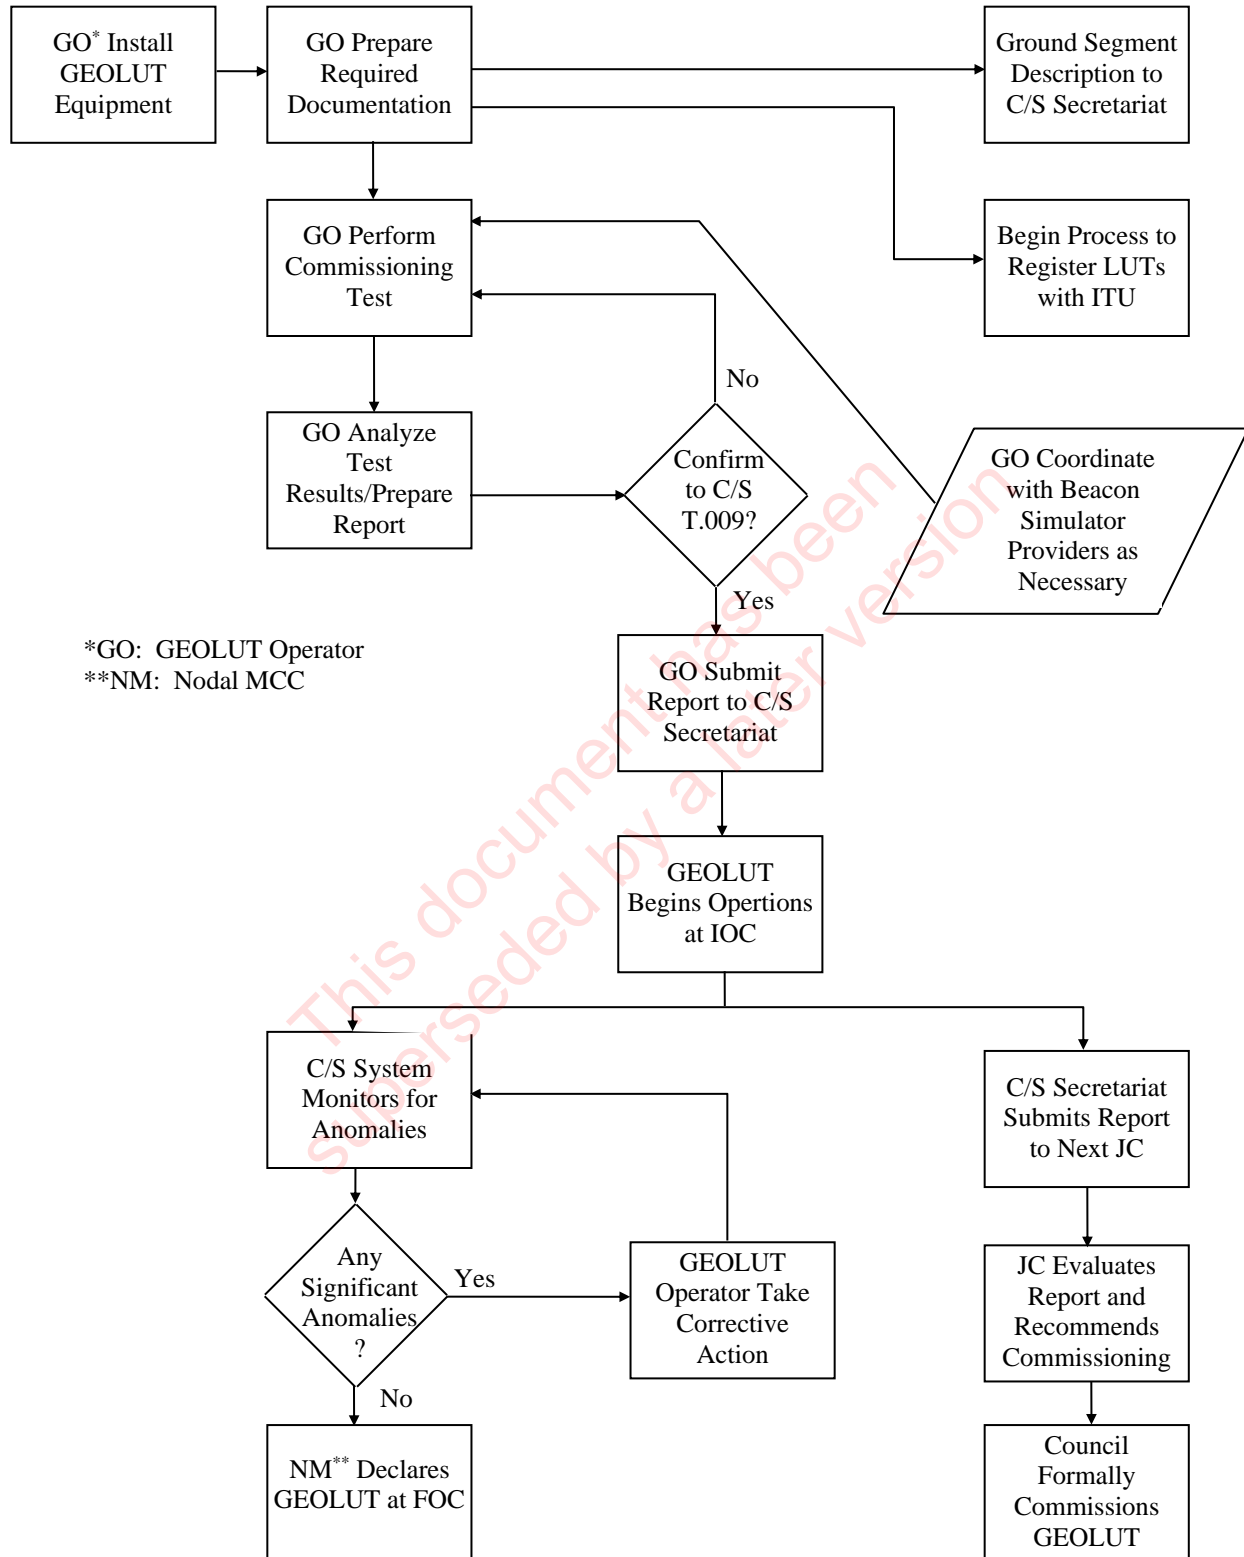 GO* Install
GEOLUT
Equipment
GO Prepare
Required
Documentation
Ground Segment
Description to
C/S Secretariat
GO Perform
Commissioning
Test
Begin Process to
Register LUTs
with ITU
No
GO Analyze
Test
Results/Prepare
Report
Confirm
to C/S
T.009?
GO Coordinate
with Beacon
Simulator
Providers as
Necessary
Yes
*GO: GEOLUT Operator
**NM: Nodal MCC
GO Submit
Report to C/S
Secretariat
GEOLUT
Begins Opertions
at IOC
C/S System
Monitors for
Anomalies
C/S Secretariat
Submits Report
to Next JC
Any
Significant
Anomalies
?
Yes
GEOLUT
Operator Take
Corrective
Action
JC Evaluates
Report and
Recommends
Commissioning
No
NM** Declares
GEOLUT at FOC
Council
Formally
Commissions
GEOLUT
This document has been
superseded by a later version